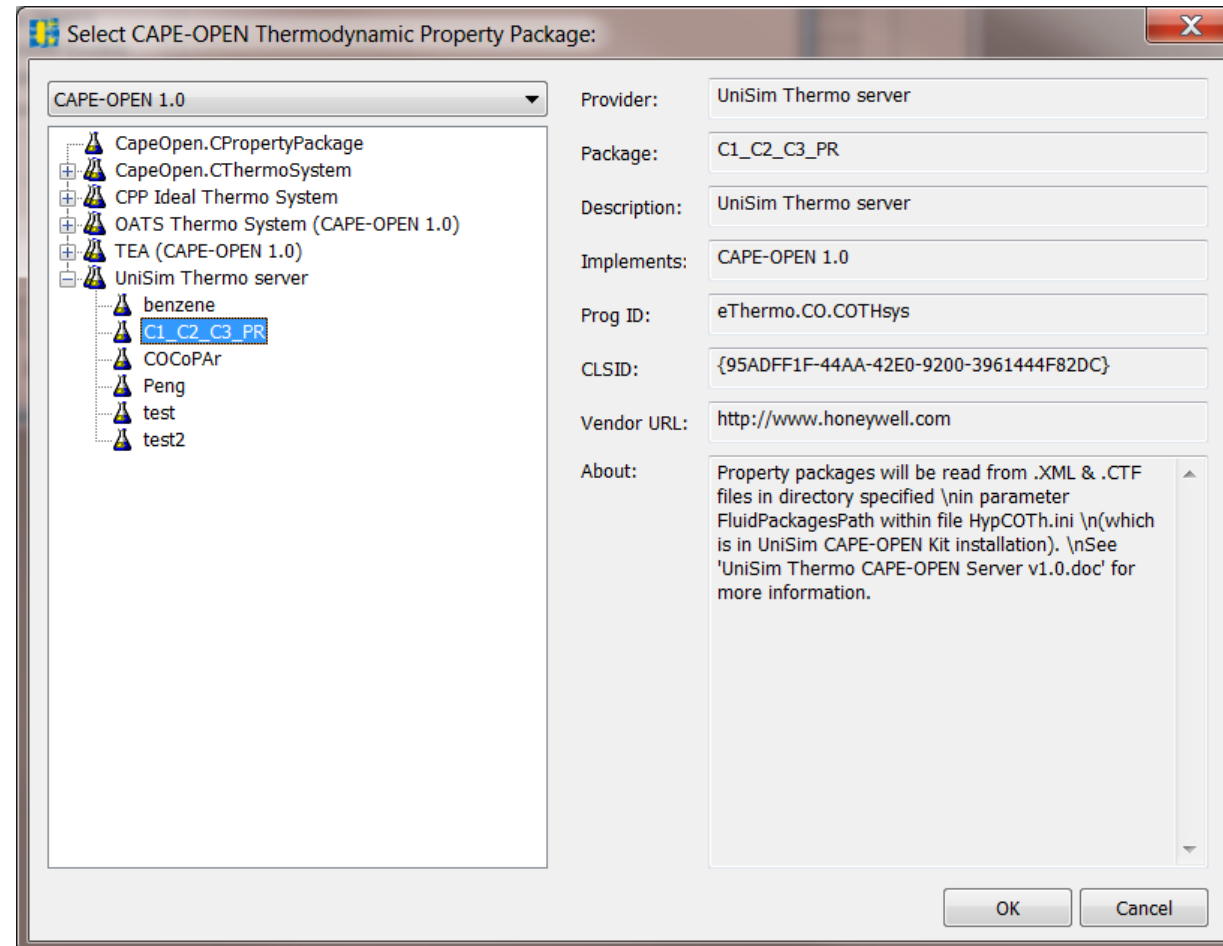 Select CAPE-OPEN Thermodynamic Property Package:
CAPE-OPEN 1.0
CapeOpen.CPropertyPackage
CapeOpen.CThermoSystem
CPP Ideal Thermo System
OATS Thermo System (CAPE-OPEN 1.0)
TEA (CAPE-OPEN 1.0)
UniSim Thermo server
benzene
C1_C2_C3_PR
COCoPAr
Peng
test
test2
Provider: UniSim Thermo server
Package: C1_C2_C3_PR
Description: UniSim Thermo server
Implements: CAPE-OPEN 1.0
Prog ID: eThermo.CO.COTHsys
CLSID: {95ADFF1F-44AA-42E0-9200-3961444F82DC}
Vendor URL: http://www.honeywell.com
About: Property packages will be read from .XML & .CTF
files in directory specified \nin parameter
FluidPackagesPath within file HypCOTh.ini \n(which
is in UniSim CAPE-OPEN Kit installation). \nSee
'UniSim Thermo CAPE-OPEN Server v1.0.doc' for
more information.
OK Cancel